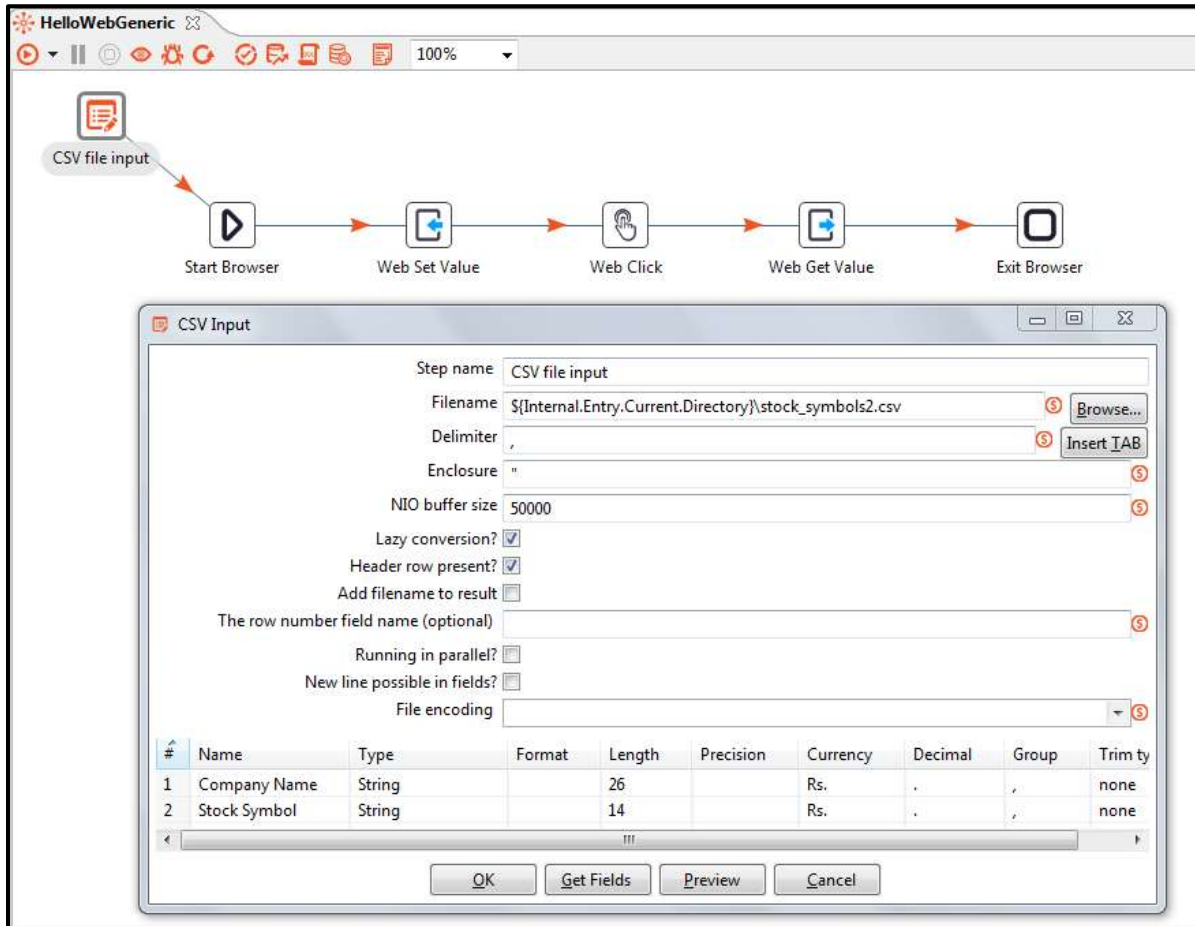 HelloWebGeneric
100%
CSV file input
Start Browser Web Set Value Web Click Web Get Value Exit Browser
CSV Input
Step name CSV file input
Filename ${Internal.Entry.Current.Directory}\stock_symbols2.csv Browse...
Delimiter , Insert TAB
Enclosure "
NIO buffer size 50000
Lazy conversion?
Header row present?
Add filename to result
The row number field name (optional)
Running in parallel?
New line possible in fields?
File encoding
# Name Type Format Length Precision Currency Decimal Group Trim ty
1 Company Name String 26 Rs. . , none
2 Stock Symbol String 14 Rs. . , none
OK Get Fields Preview Cancel